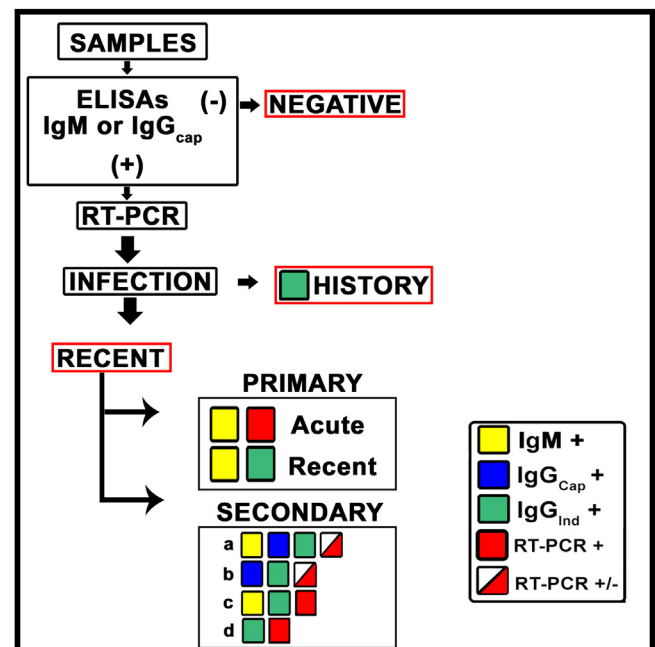 SAMPLES
ELISAs (-)
IgM or IgGcap
(+)
NEGATIVE
RT-PCR
INFECTION
HISTORY
RECENT
PRIMARY
Acute
Recent
SECONDARY
a
b
c
d
IgM +
IgGCap +
IgGInd +
RT-PCR +
RT-PCR +/-